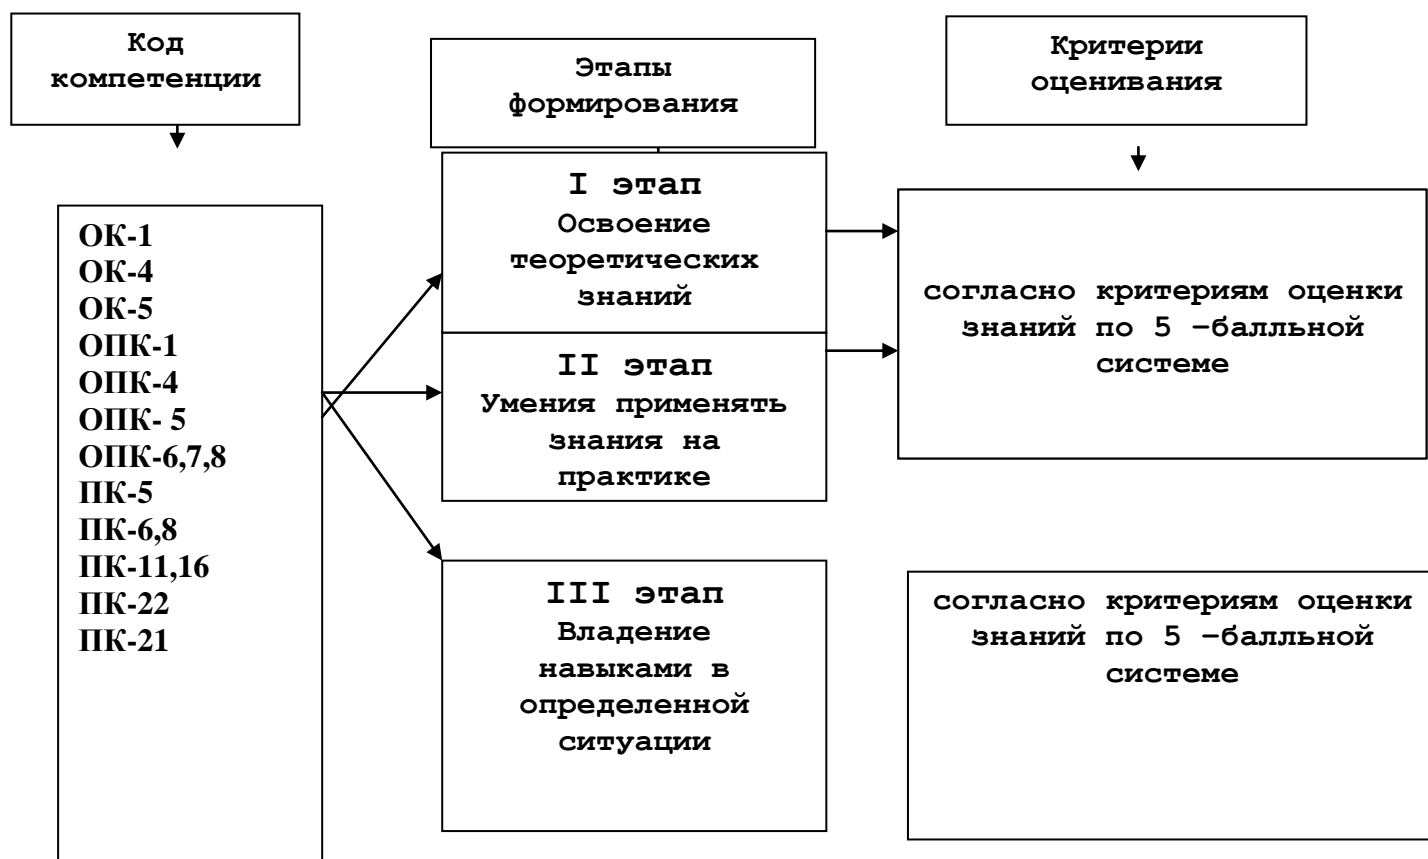 Код
компетенции
Этапы
формирования
Критерии
оценивания
ОК-1
ОК-4
ОК-5
ОПК-1
ОПК-4
ОПК- 5
ОПК-6,7,8
ПК-5
ПК-6,8
ПК-11,16
ПК-22
ПК-21
I этап
Освоение
теоретических
знаний
II этап
Умения применять
знания на
практике
III этап
Владение
навыками в
определенной
ситуации
согласно критериям оценки
знаний по 5 –балльной
системе
согласно критериям оценки
знаний по 5 –балльной
системе